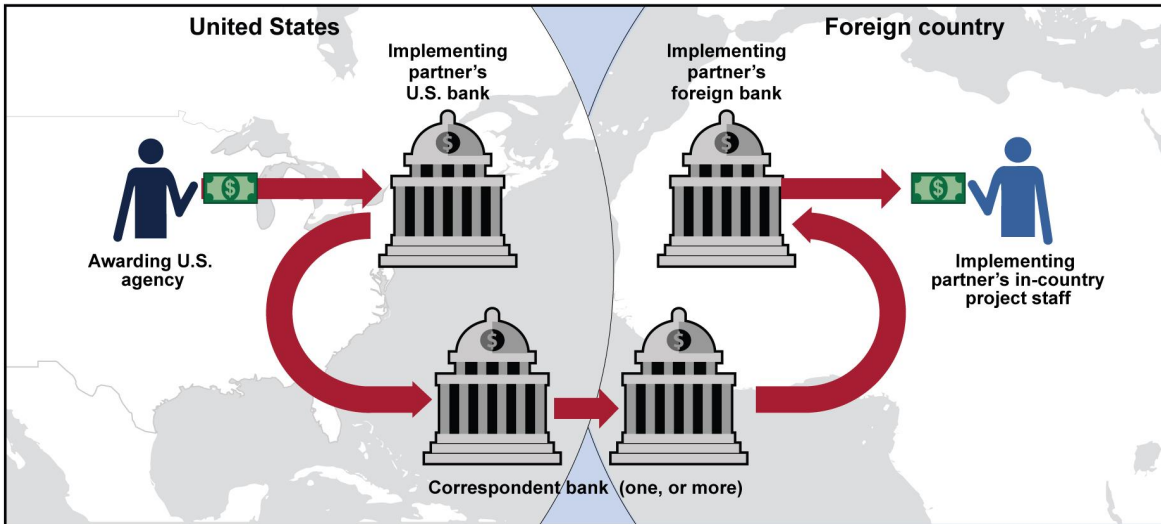 United States
Foreign country
Implementing
partner's
U.S. bank
Implementing
partner's
foreign bank
$
$
$
$
Awarding U.S.
agency
Implementing
partner's in-country
project staff
$
$
Correspondent bank (one, or more)